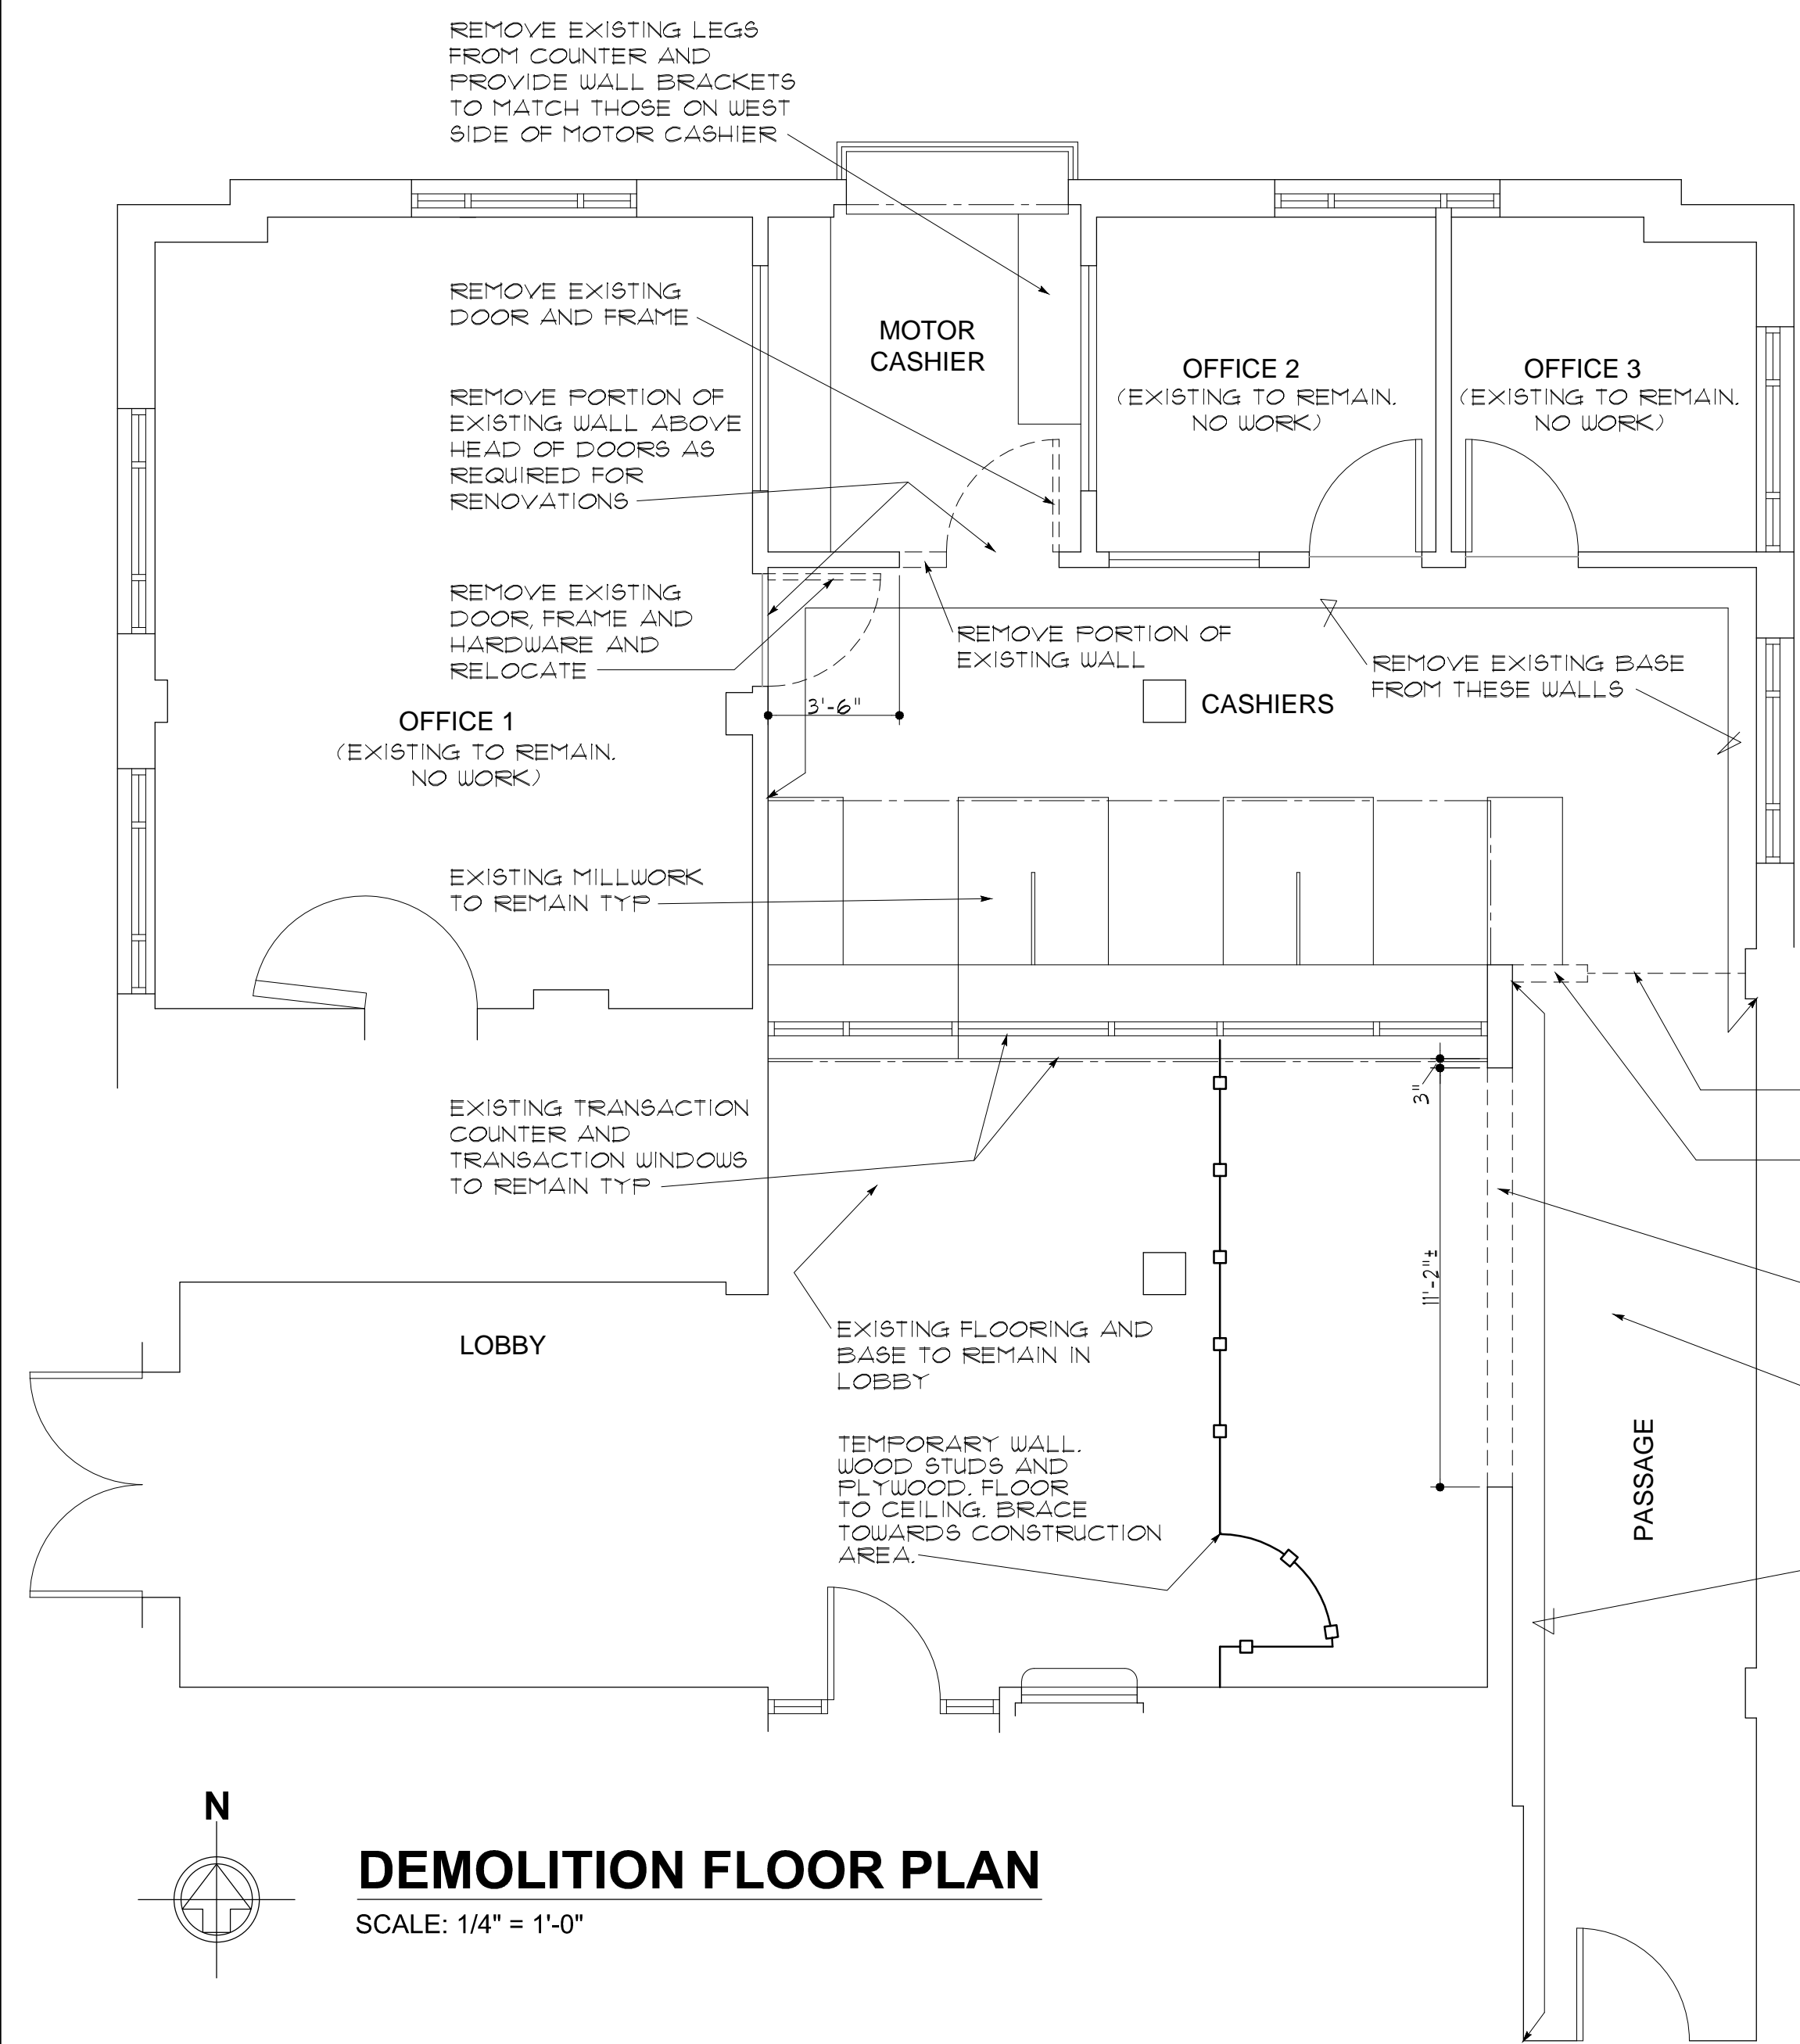 REMOVE EXISTING LEGS
FROM COUNTER AND
PROVIDE WALL BRACKETS
TO MATCH THOSE ON WEST
SIDE OF MOTOR CASHIER
REMOVE EXISTING
DOOR AND FRAME
MOTOR
CASHIER
OFFICE 2
(EXISTING TO REMAIN.
NO WORK)
OFFICE 3
(EXISTING TO REMAIN.
NO WORK)
REMOVE PORTION OF
EXISTING WALL ABOVE
HEAD OF DOORS AS
REQUIRED FOR
RENOVATIONS
REMOVE EXISTING
DOOR, FRAME AND
HARDWARE AND
RELOCATE
REMOVE PORTION OF
EXISTING WALL
REMOVE EXISTING BASE
FROM THESE WALLS
3'-6"
CASHIERS
OFFICE 1
(EXISTING TO REMAIN.
NO WORK)
EXISTING MILLWORK
TO REMAIN TYP
EXISTING TRANSACTION
COUNTER AND
TRANSACTION WINDOWS
TO REMAIN TYP
3"
11'-2"±
LOBBY
EXISTING FLOORING AND
BASE TO REMAIN IN
LOBBY
TEMPORARY WALL.
WOOD STUDS AND
PLYWOOD. FLOOR
TO CEILING. BRACE
TOWARDS CONSTRUCTION
AREA.
PASSAGE
N
DEMOLITION FLOOR PLAN
SCALE: 1/4" = 1'-0"